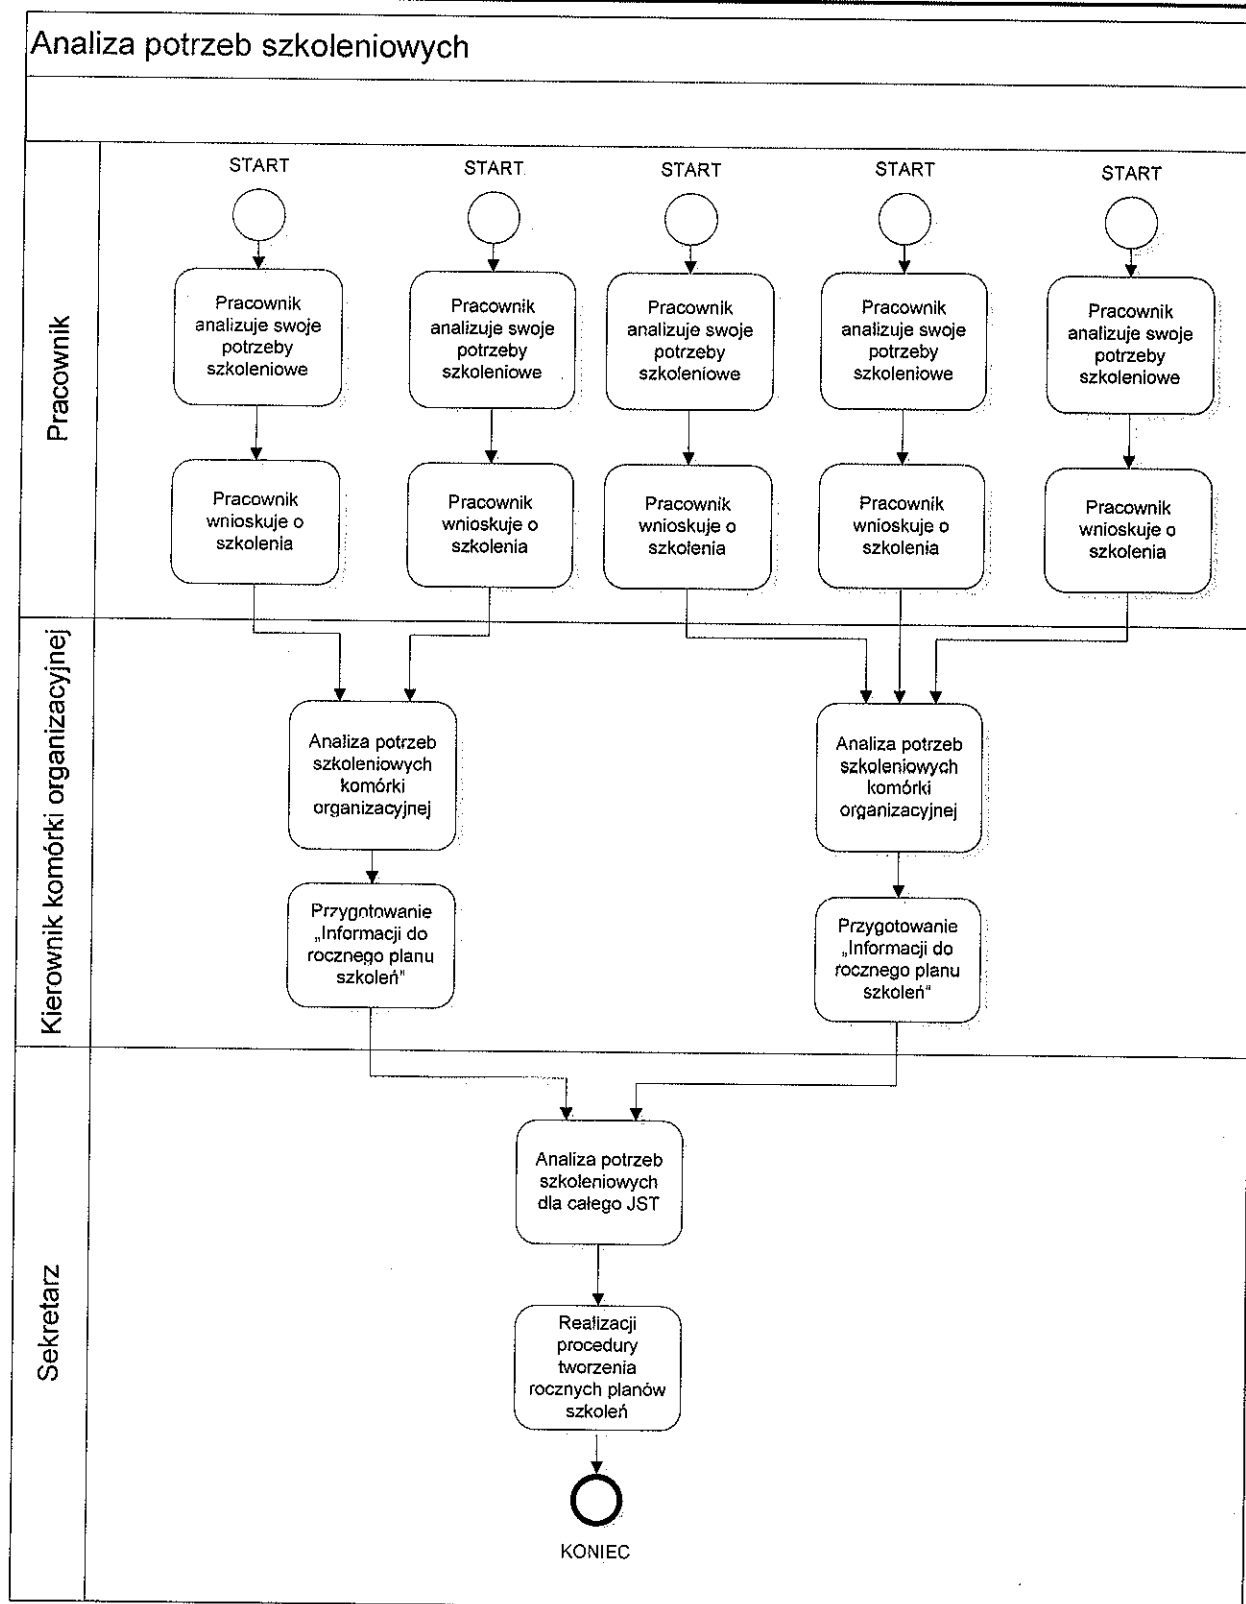 Analiza potrzeb szkoleniowych
Pracownik
START
START
START
START
START
Pracownik
analizuje swoje
potrzeby
szkoleniowe
Pracownik
analizuje swoje
potrzeby
szkoleniowe
Pracownik
analizuje swoje
potrzeby
szkoleniowe
Pracownik
analizuje swoje
potrzeby
szkoleniowe
Pracownik
analizuje swoje
potrzeby
szkoleniowe
Pracownik
wnioskuje o
szkolenia
Pracownik
wnioskuje o
szkolenia
Pracownik
wnioskuje o
szkolenia
Pracownik
wnioskuje o
szkolenia
Pracownik
wnioskuje o
szkolenia
Kierownik komórki organizacyjnej
Analiza potrzeb
szkoleniowych
komórki
organizacyjnej
Analiza potrzeb
szkoleniowych
komórki
organizacyjnej
Przygotowanie
„Informacji do
rocznego planu
szkoleń“
Przygotowanie
„Informacji do
rocznego planu
szkoleń“
Sekretarz
Analiza potrzeb
szkoleniowych
dla całego JST
Realizacji
procedury
tworzenia
rocznych planów
szkoleń
KONIEC